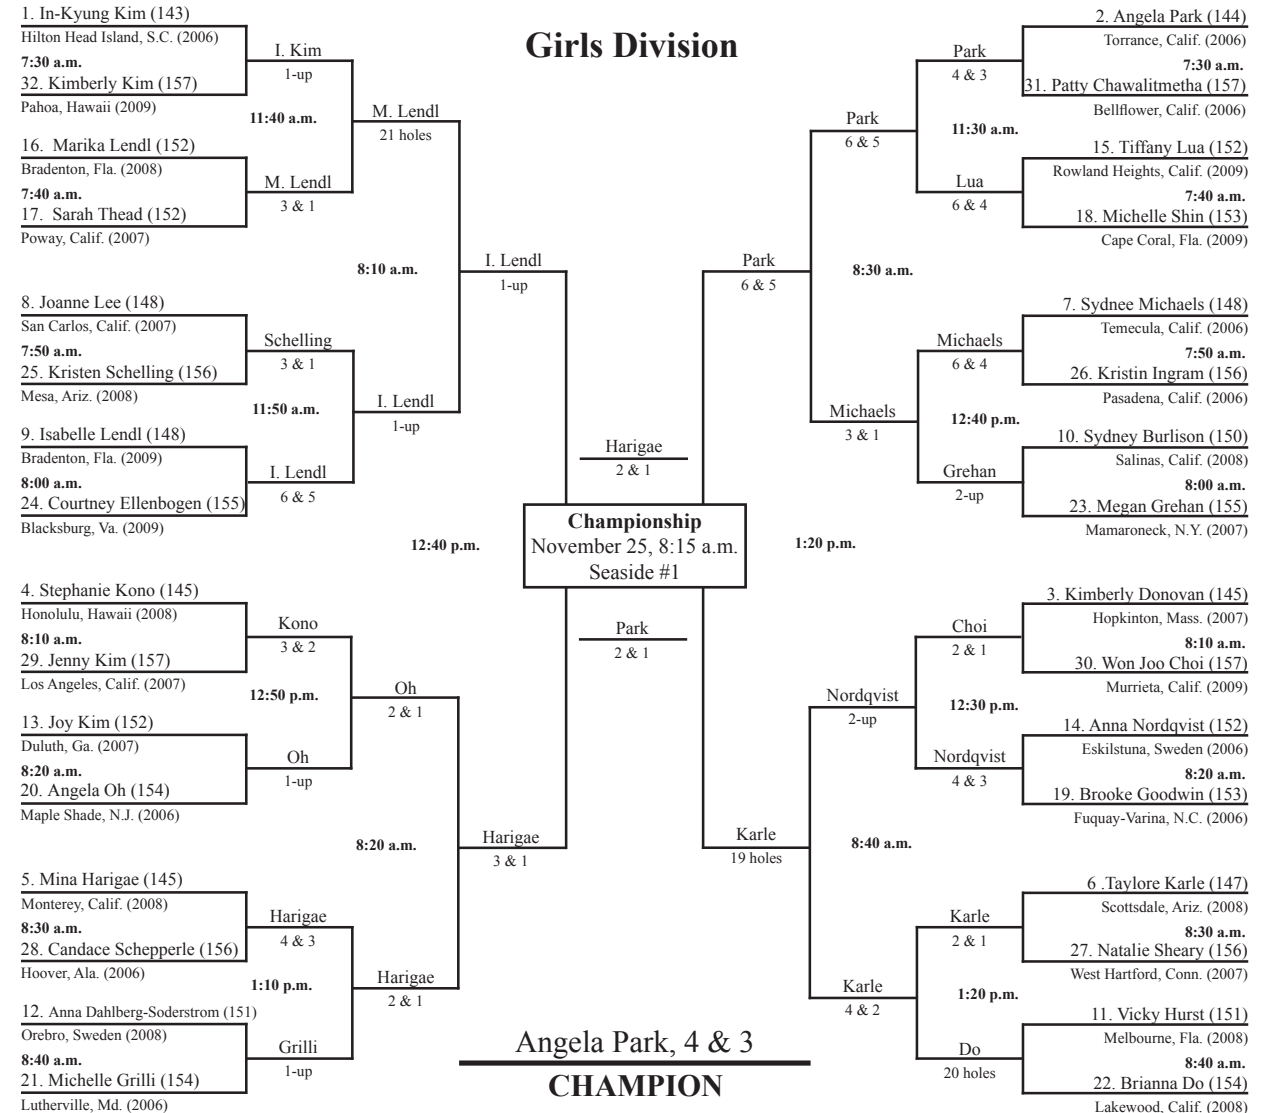 Girls Division
1. In-Kyung Kim (143)
Hilton Head Island, S.C. (2006)
7:30 a.m.
32. Kimberly Kim (157)
Pahoa, Hawaii (2009)
I. Kim
1-up
11:40 a.m.
16. Marika Lendl (152)
Bradenton, Fla. (2008)
7:40 a.m.
17. Sarah Thead (152)
Poway, Calif. (2007)
M. Lendl
3 & 1
M. Lendl
21 holes
8:10 a.m.
8. Joanne Lee (148)
San Carlos, Calif. (2007)
7:50 a.m.
25. Kristen Schelling (156)
Mesa, Ariz. (2008)
Schelling
3 & 1
11:50 a.m.
9. Isabelle Lendl (148)
Bradenton, Fla. (2009)
8:00 a.m.
24. Courtney Ellenbogen (155)
Blacksburg, Va. (2009)
I. Lendl
6 & 5
I. Lendl
1-up
I. Lendl
1-up
12:40 p.m.
4. Stephanie Kono (145)
Honolulu, Hawaii (2008)
8:10 a.m.
29. Jenny Kim (157)
Los Angeles, Calif. (2007)
Kono
3 & 2
12:50 p.m.
13. Joy Kim (152)
Duluth, Ga. (2007)
8:20 a.m.
20. Angela Oh (154)
Maple Shade, N.J. (2006)
Oh
1-up
Oh
2 & 1
8:20 a.m.
5. Mina Harigae (145)
Monterey, Calif. (2008)
8:30 a.m.
28. Candace Schepperle (156)
Hoover, Ala. (2006)
Harigae
4 & 3
1:10 p.m.
12. Anna Dahlberg-Soderstrom (151)
Orebro, Sweden (2008)
8:40 a.m.
21. Michelle Grilli (154)
Lutherville, Md. (2006)
Grilli
1-up
Harigae
2 & 1
Harigae
3 & 1
Harigae
2 & 1
Championship
November 25, 8:15 a.m.
Seaside #1
Park
2 & 1
2. Angela Park (144)
Torrance, Calif. (2006)
7:30 a.m.
31. Patty Chawalitmetha (157)
Bellflower, Calif. (2006)
Park
4 & 3
11:30 a.m.
15. Tiffany Lua (152)
Rowland Heights, Calif. (2009)
7:40 a.m.
18. Michelle Shin (153)
Cape Coral, Fla. (2009)
Lua
6 & 4
Park
6 & 5
8:30 a.m.
7. Sydnee Michaels (148)
Temecula, Calif. (2006)
7:50 a.m.
26. Kristin Ingram (156)
Pasadena, Calif. (2006)
Michaels
6 & 4
12:40 p.m.
10. Sydney Burlison (150)
Salinas, Calif. (2008)
8:00 a.m.
23. Megan Grehan (155)
Mamaroneck, N.Y. (2007)
Grehan
2-up
Michaels
3 & 1
Park
6 & 5
1:20 p.m.
3. Kimberly Donovan (145)
Hopkinton, Mass. (2007)
8:10 a.m.
30. Won Joo Choi (157)
Murrieta, Calif. (2009)
Choi
2 & 1
12:30 p.m.
14. Anna Nordqvist (152)
Eskilstuna, Sweden (2006)
8:20 a.m.
19. Brooke Goodwin (153)
Fuquay-Varina, N.C. (2006)
Nordqvist
4 & 3
Nordqvist
2-up
8:40 a.m.
6 .Taylore Karle (147)
Scottsdale, Ariz. (2008)
8:30 a.m.
27. Natalie Sheary (156)
West Hartford, Conn. (2007)
Karle
2 & 1
1:20 p.m.
11. Vicky Hurst (151)
Melbourne, Fla. (2008)
8:40 a.m.
22. Brianna Do (154)
Lakewood, Calif. (2008)
Do
20 holes
Karle
4 & 2
Karle
19 holes
Angela Park, 4 & 3
CHAMPION